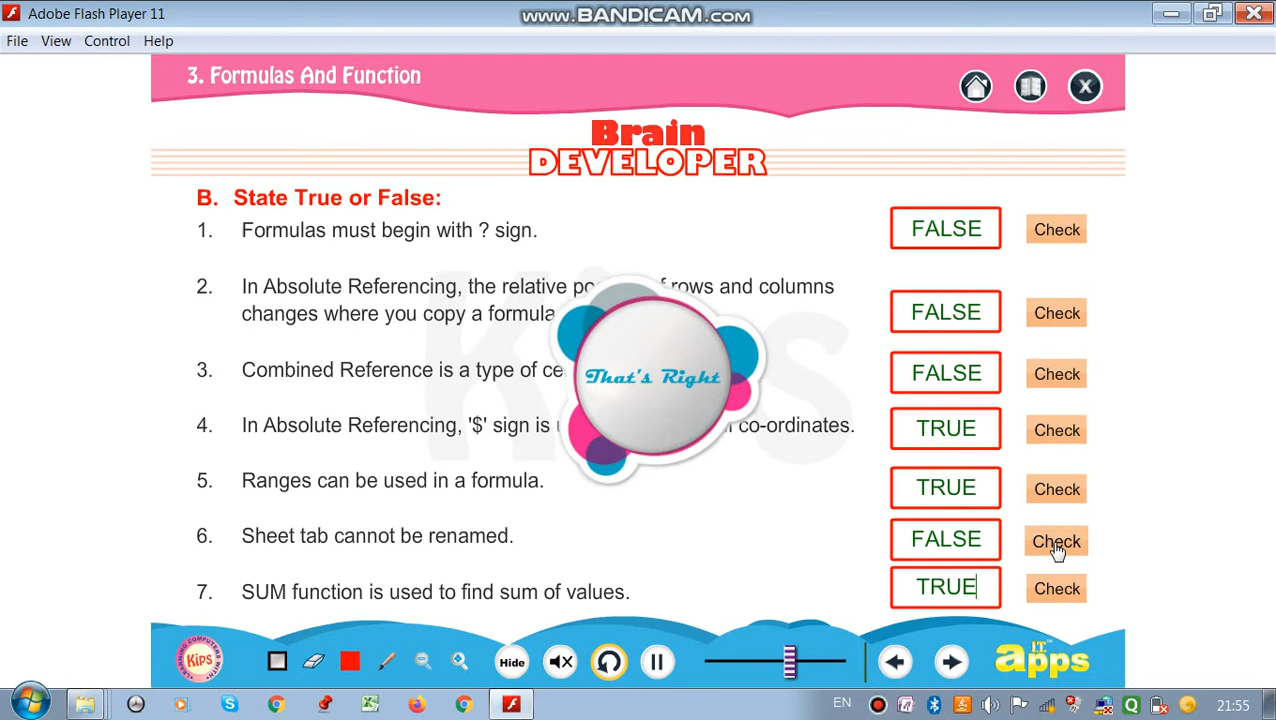 Adobe Flash Player 11
www.BANDICAM.com
File View Control Help
3. Formulas And Function
X
Brain
DEVELOPER
B. State True or False:
1. Formulas must begin with ? sign. FALSE Check
2. In Absolute Referencing, the relative of rows and columns
changes where you copy a formula FALSE Check
3. Combined Reference is a type of FALSE Check
4. In Absolute Referencing, '$' sign is co-ordinates. TRUE Check
That's Right
5. Ranges can be used in a formula. TRUE Check
6. Sheet tab cannot be renamed. FALSE Check
7. SUM function is used to find sum of values. TRUE Check
Kips
LEARNING COMPUTERS WITH
Hide
I.T. apps
EN 21:55